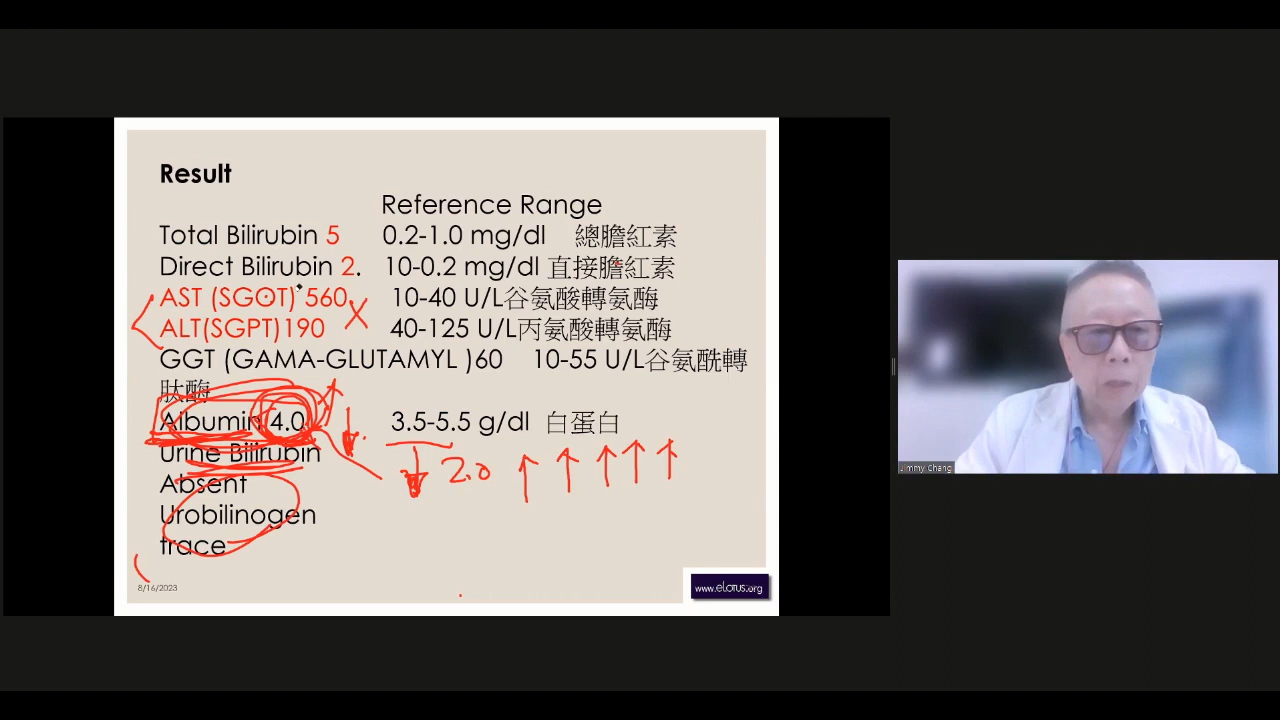 Result
Reference Range
Total Bilirubin 5 0.2-1.0 mg/dl 總膽紅素
Direct Bilirubin 2. 10-0.2 mg/dl 直接膽紅素
AST (SGOT) 560 10-40 U/L谷氨酸轉氨酶
ALT(SGPT)190 40-125 U/L丙氨酸轉氨酶
GGT (GAMA-GLUTAMYL )60 10-55 U/L谷氨酰轉
肽酶
Albumin 4.0 3.5-5.5 g/dl 白蛋白
Urine Bilirubin
2.0
Absent
Urobilinogen
trace
8/16/2023
www.elotus.org
Jimmy Chang